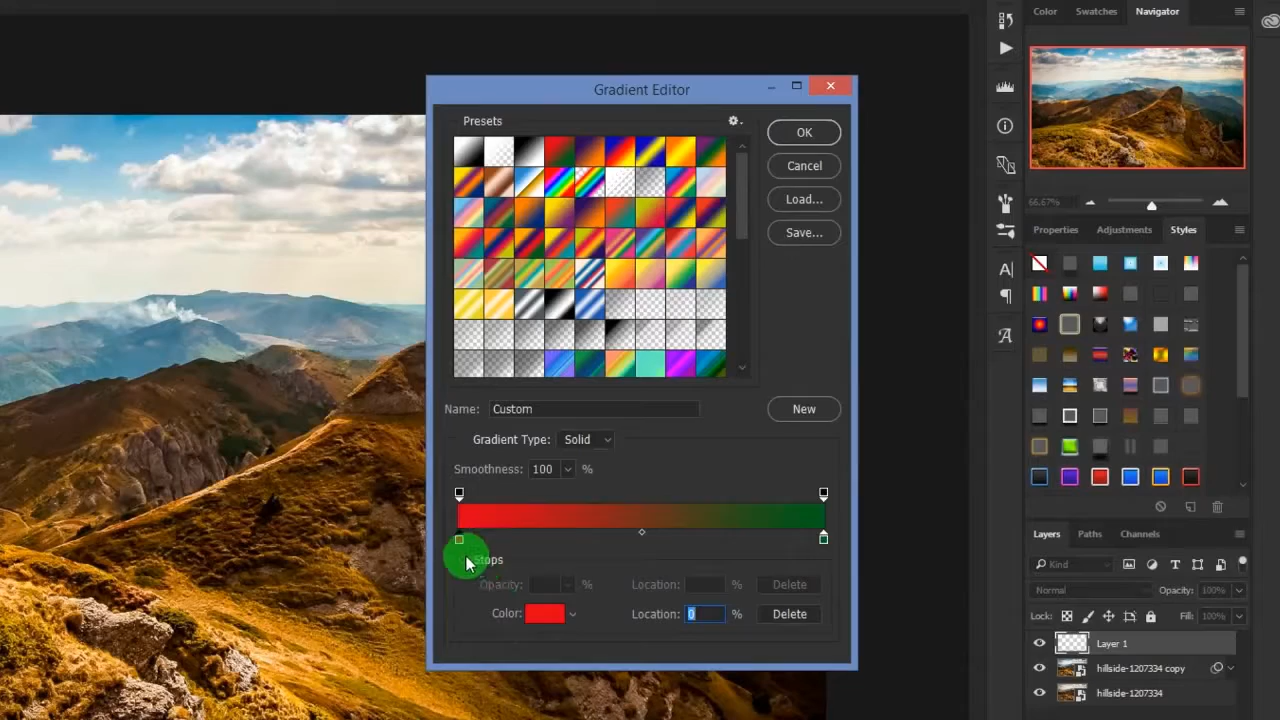 Color Swatches Navigator
Gradient Editor
Presets
OK
Cancel
Load...
Save...
66.67%
Properties Adjustments Styles
Name: Custom
New
Gradient Type: Solid
Smoothness: 100 %
Stops
Opacity: % Location: % Delete
Color: Location: 0 % Delete
Layers Paths Channels
Kind
Normal Opacity: 100%
Lock: Fill: 100%
Layer 1
hillside-1207334 copy
hillside-1207334